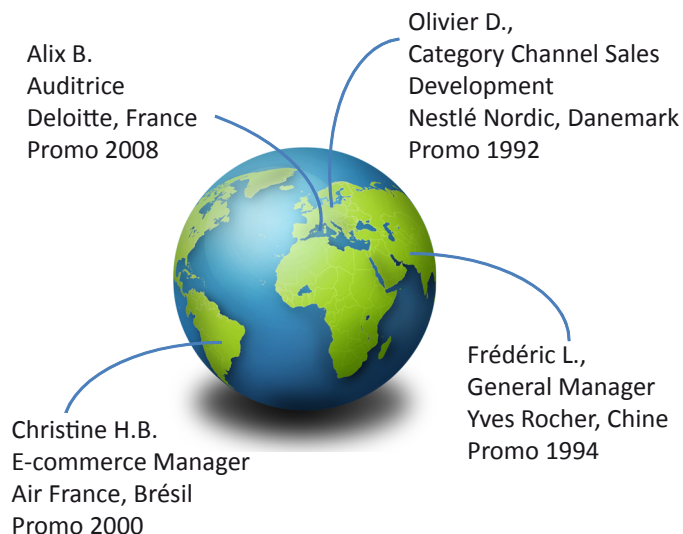 Alix B.
Auditrice
Deloitte, France
Promo 2008
Olivier D.,
Category Channel Sales
Development
Nestlé Nordic, Danemark
Promo 1992
Frédéric L.,
General Manager
Yves Rocher, Chine
Promo 1994
Christine H.B.
E-commerce Manager
Air France, Brésil
Promo 2000